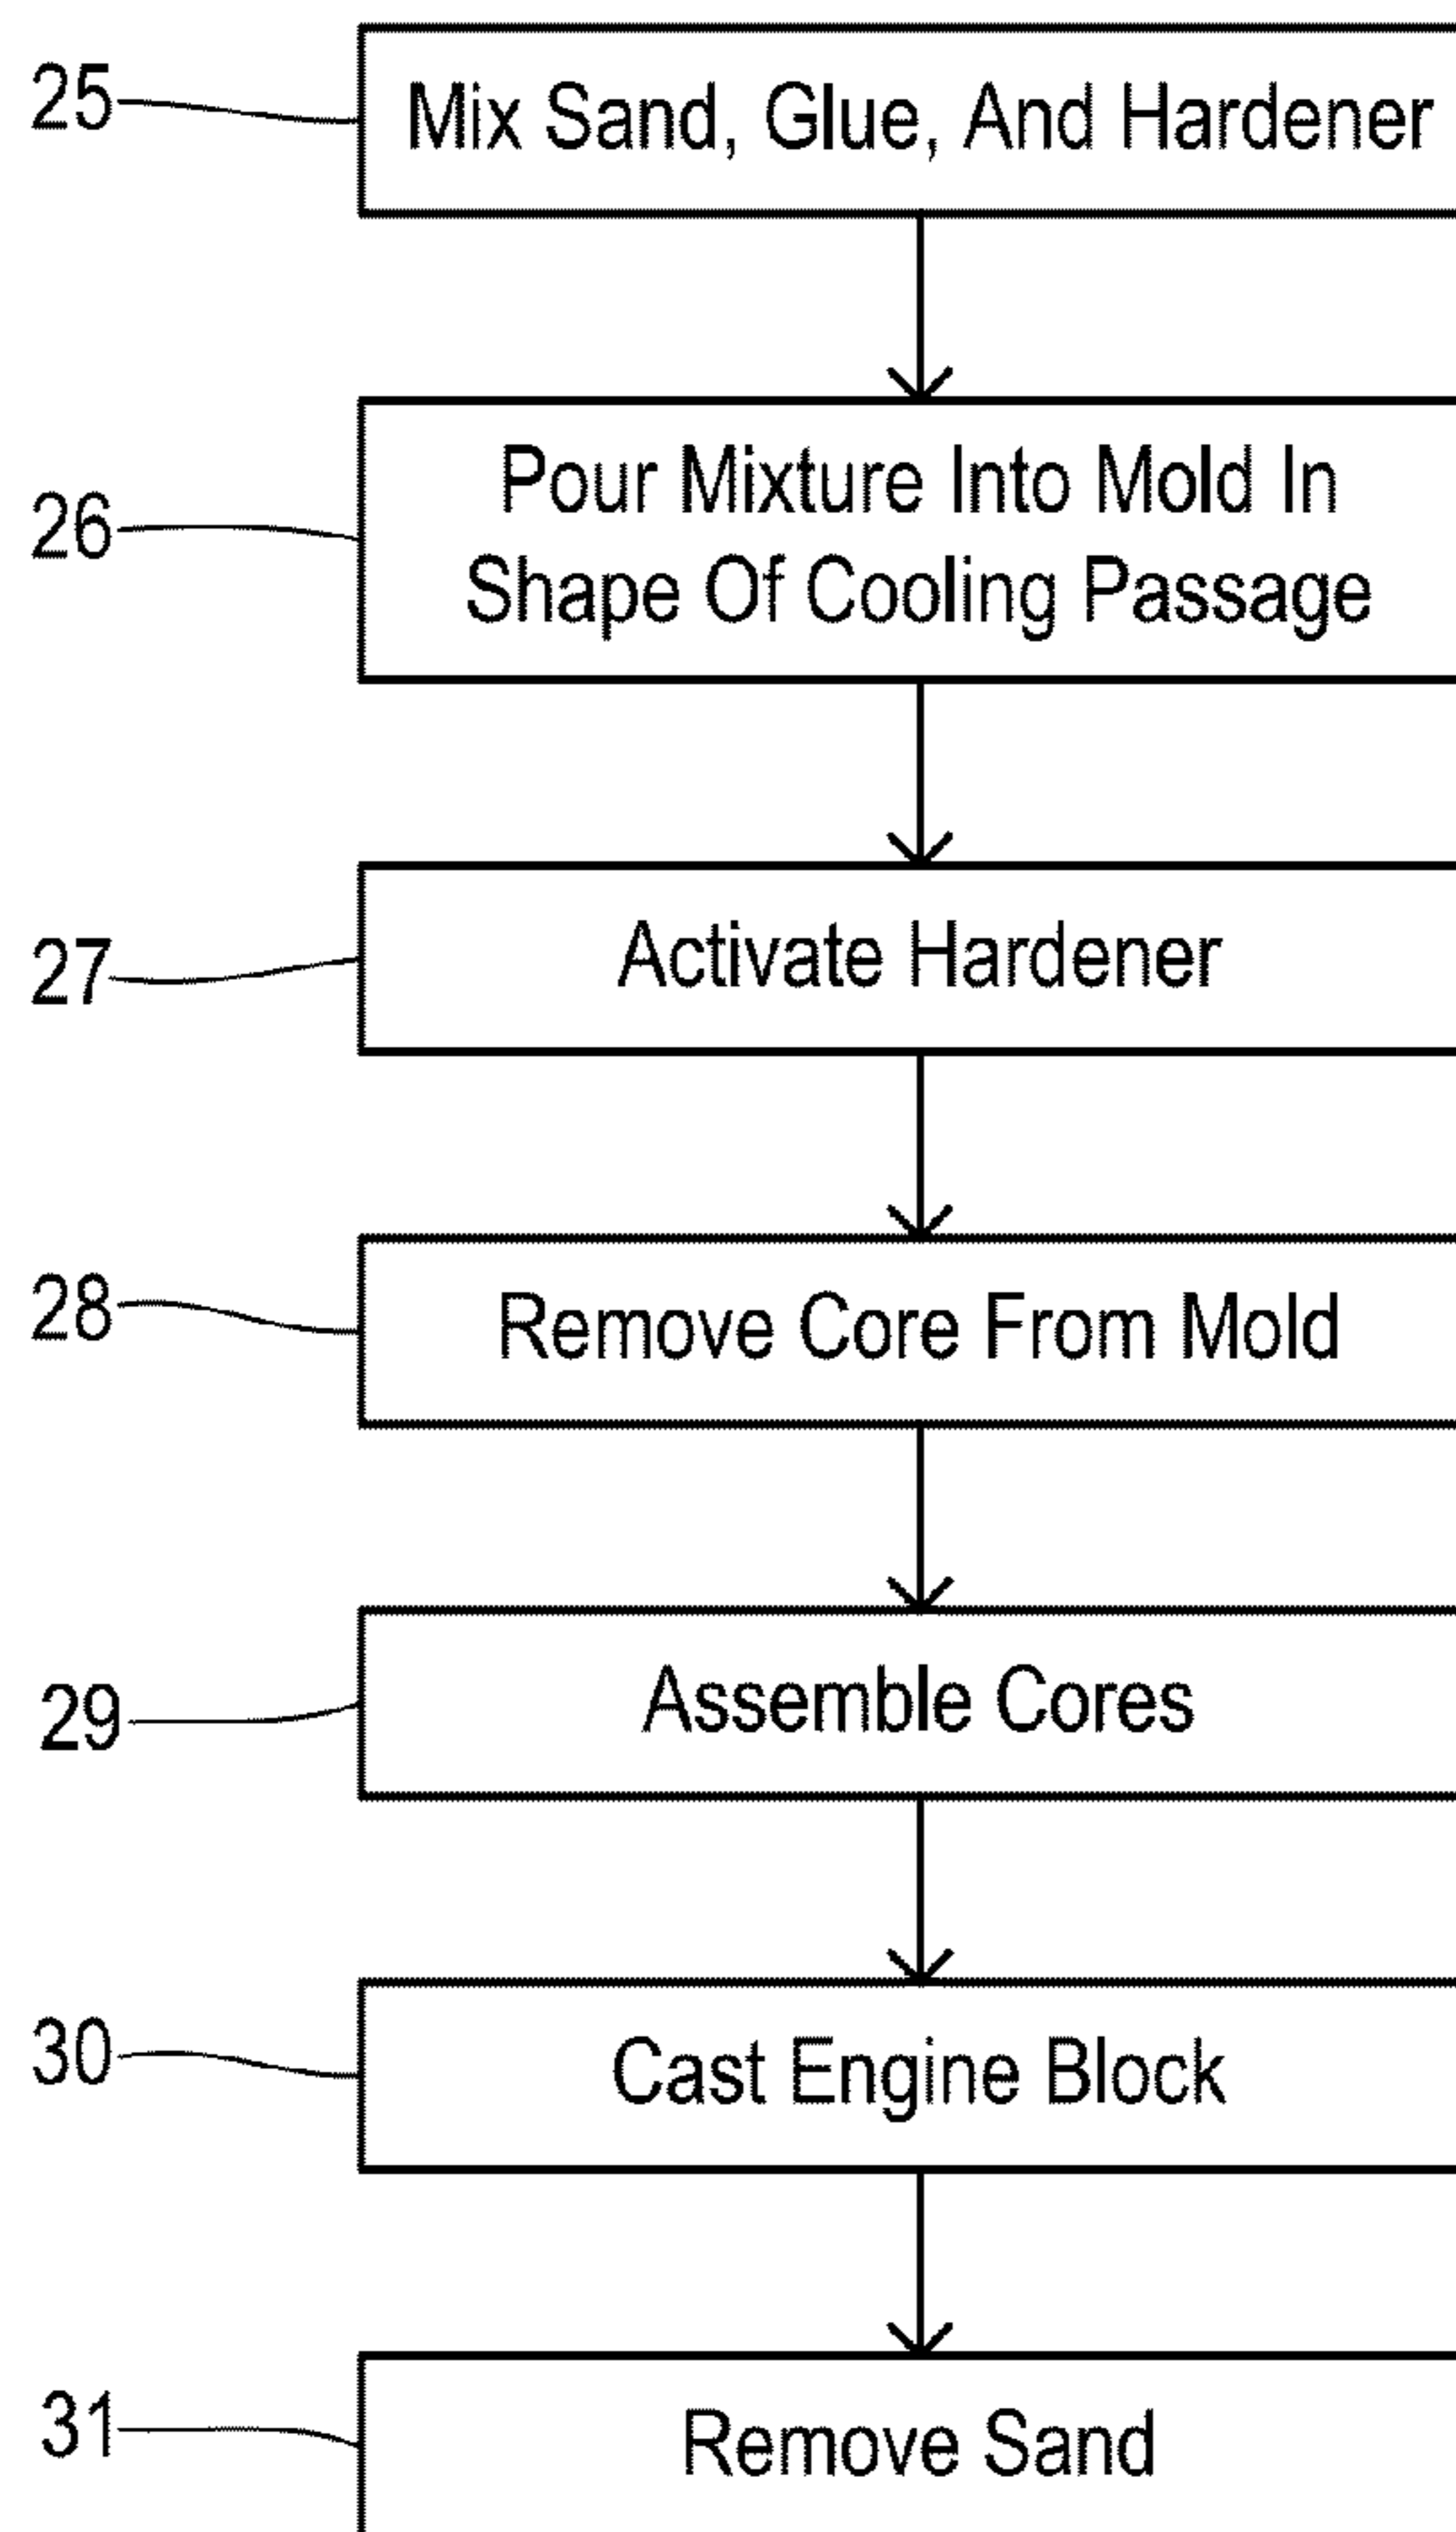 25
Mix Sand, Glue, And Hardener
26
Pour Mixture Into Mold In
Shape Of Cooling Passage
27
Activate Hardener
28
Remove Core From Mold
29
Assemble Cores
30
Cast Engine Block
31
Remove Sand